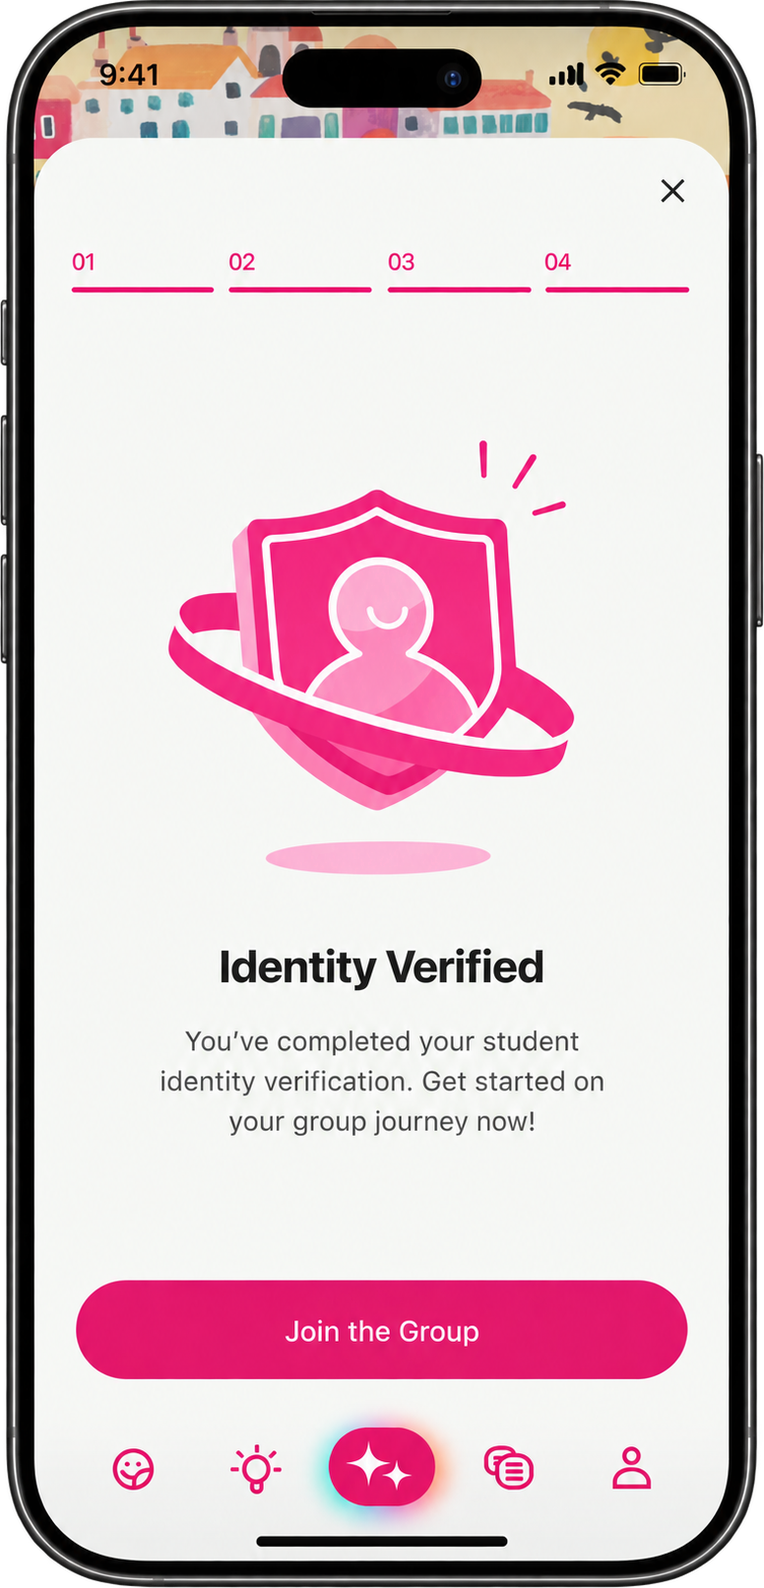 9:41
01 02 03 04
Identity Verified
You’ve completed your student
identity verification. Get started on
your group journey now!
Join the Group